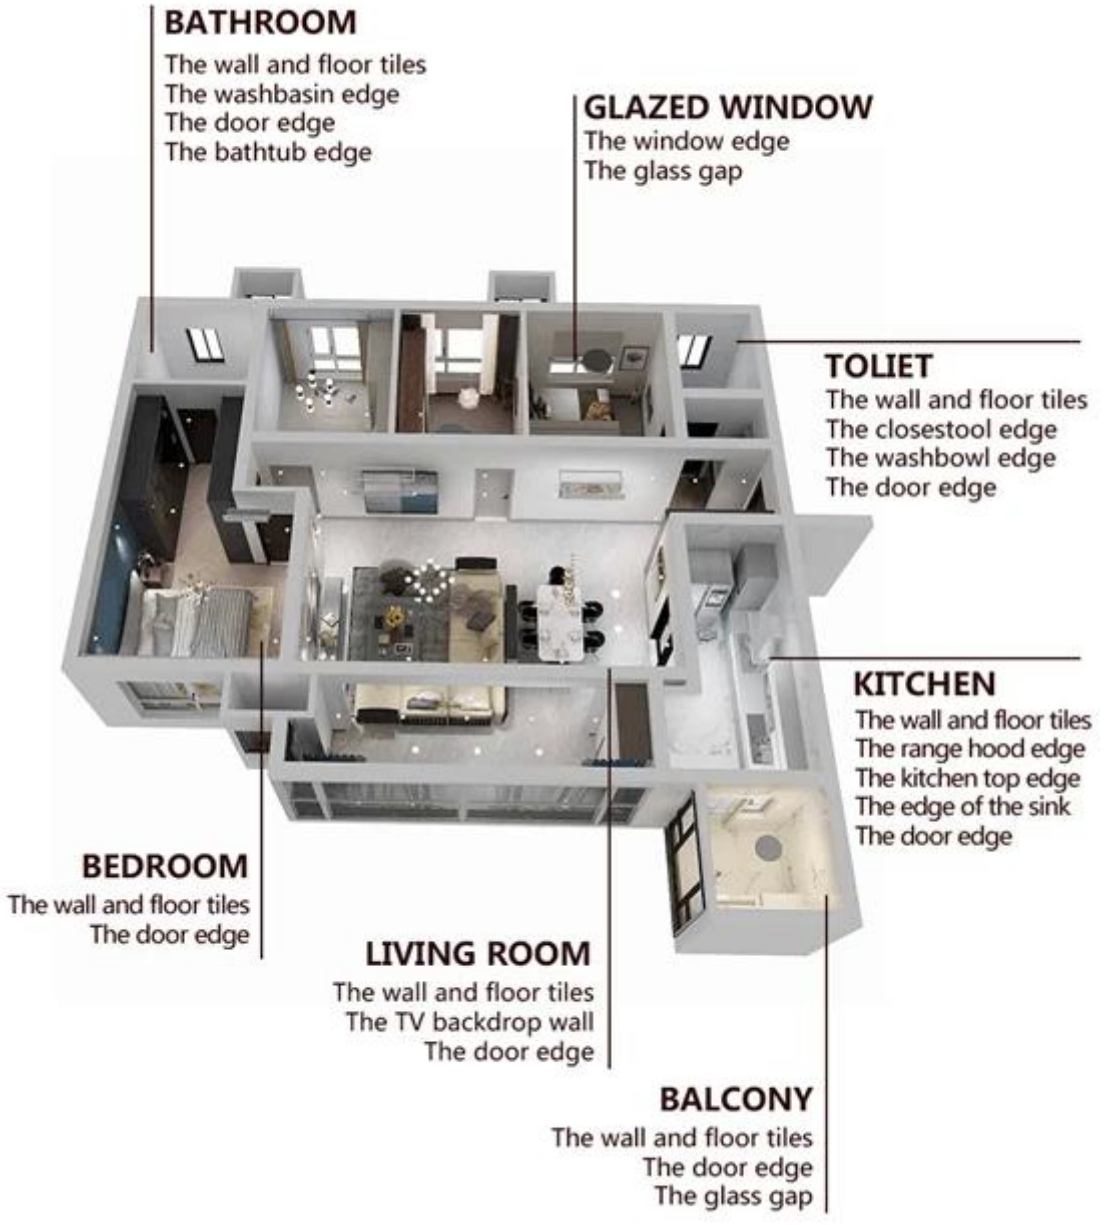 BATHROOM
The wall and floor tiles
The washbasin edge
The door edge
The bathtub edge
GLAZED WINDOW
The window edge
The glass gap
TOLIET
The wall and floor tiles
The closestool edge
The washbowl edge
The door edge
KITCHEN
The wall and floor tiles
The range hood edge
The kitchen top edge
The edge of the sink
The door edge
BEDROOM
The wall and floor tiles
The door edge
LIVING ROOM
The wall and floor tiles
The TV backdrop wall
The door edge
BALCONY
The wall and floor tiles
The door edge
The glass gap